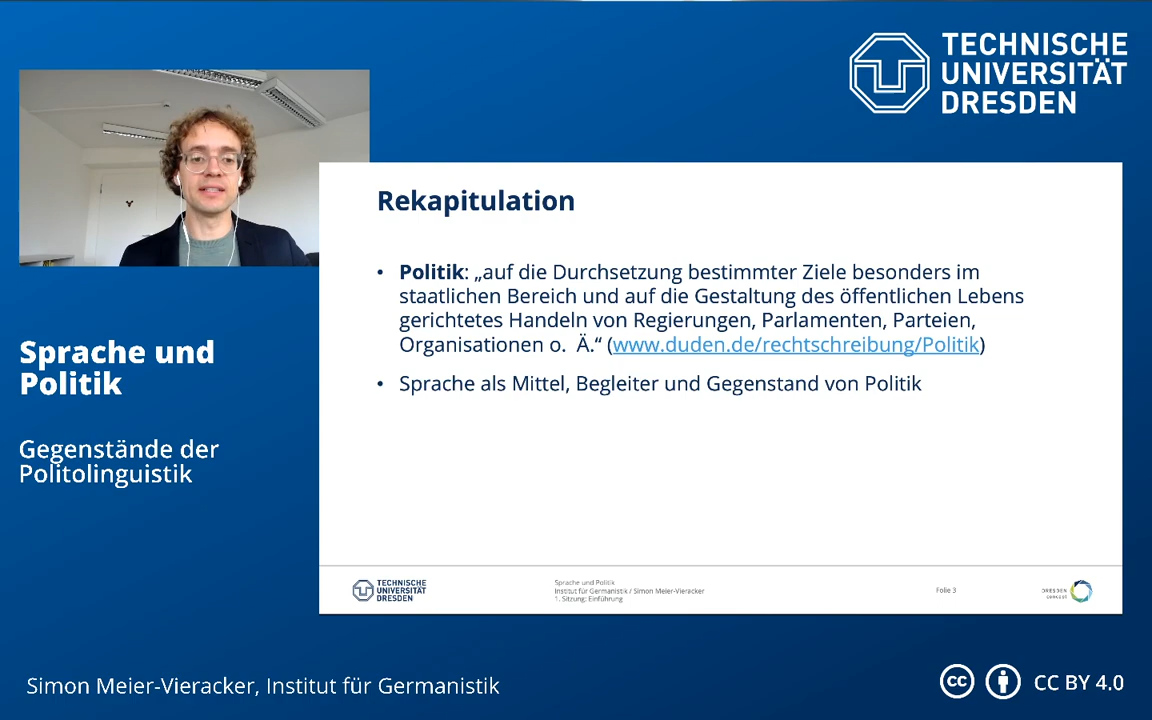 TECHNISCHE
UNIVERSITÄT
DRESDEN
Sprache und
Politik
Gegenstände der
Politolinguistik
Rekapitulation
• Politik: „auf die Durchsetzung bestimmter Ziele besonders im
staatlichen Bereich und auf die Gestaltung des öffentlichen Lebens
gerichtetes Handeln von Regierungen, Parlamenten, Parteien,
Organisationen o. Ä.“ (www.duden.de/rechtschreibung/Politik)
• Sprache als Mittel, Begleiter und Gegenstand von Politik
TECHNISCHE
UNIVERSITÄT
DRESDEN
Sprache und Politik
Institut für Germanistik / Simon Meier-Vieracker
1. Sitzung: Einführung
Folie 3
DRESDEN
concept
Simon Meier-Vieracker, Institut für Germanistik
cc CC BY 4.0